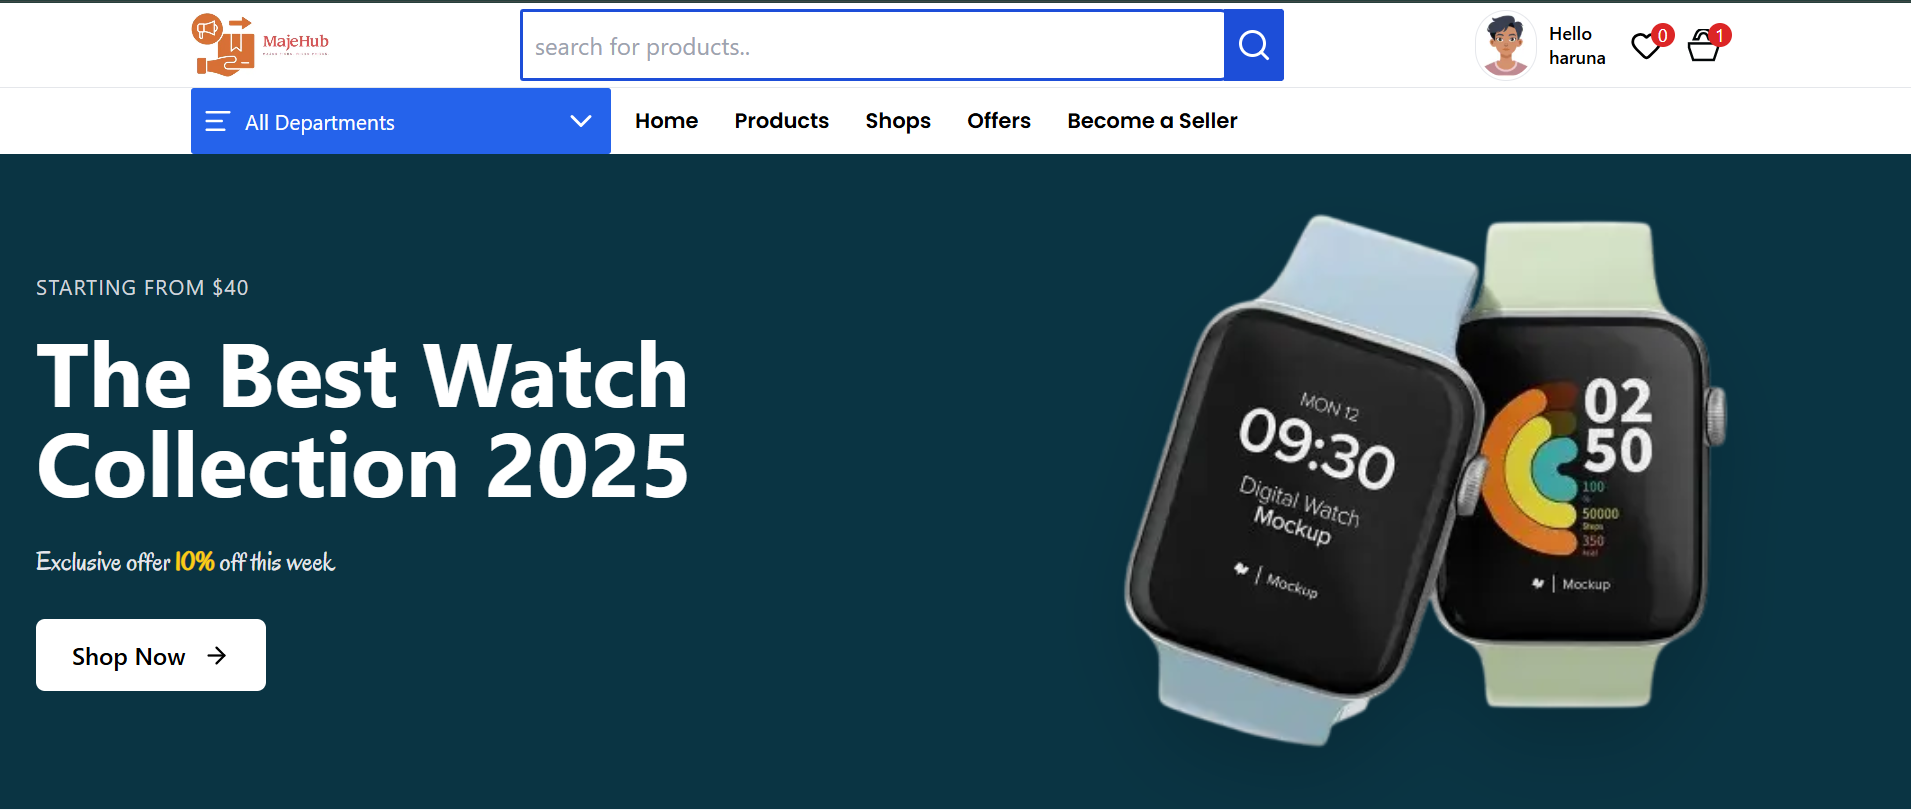 MajeHub
search for products..
Hello
haruna
0
1
All Departments
Home
Products
Shops
Offers
Become a Seller
STARTING FROM $40
The Best Watch
Collection 2025
Exclusive offer 10% off this week
Shop Now
MON 12
09:30
Digital Watch
Mockup
Mockup
02
50
100
50000
Steps
350
kcal
Mockup